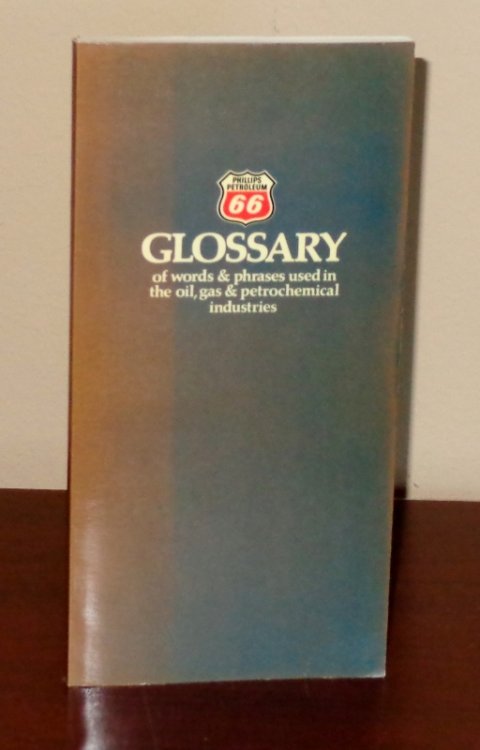 PHILLIPS
PETROLEUM
66
GLOSSARY
of words & phrases used in
the oil, gas & petrochemical
industries